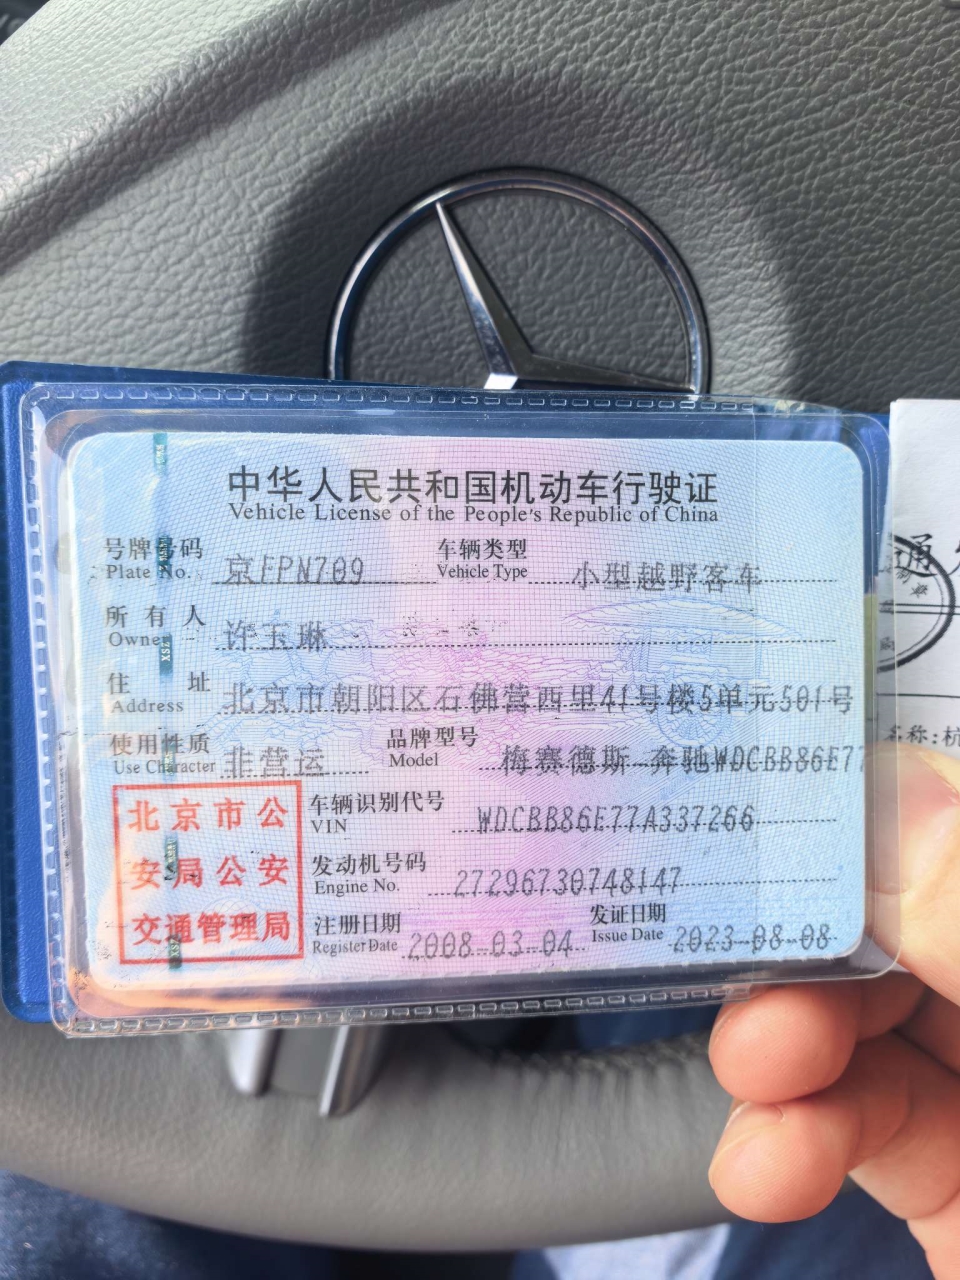 中华人民共和国机动车行驶证
Vehicle License of the People's Republic of China
号牌号码 京FPN709 车辆类型 小型越野客车
Plate No. Vehicle Type
所有人 许玉琳
Owner
住址 北京市朝阳区石佛营西里41号楼5单元501号
Address
使用性质 非营运 品牌型号 梅赛德斯-奔驰WDCBB86E77
Use Character Model
北京市公
安局公安
交通管理局
车辆识别代号 WDCBB86E77A337266
VIN
发动机号码 27296730748147
Engine No.
注册日期 2008-03-04 发证日期 2023-08-08
Register Date Issue Date
通
名称:杭